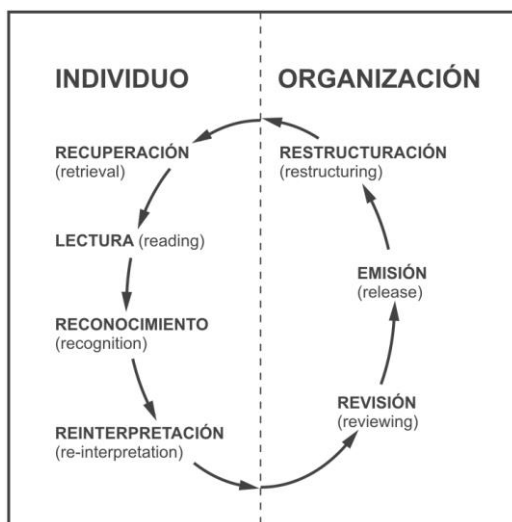 INDIVIDUO
ORGANIZACIÓN
RECUPERACIÓN
(retrieval)
LECTURA (reading)
RECONOCIMIENTO
(recognition)
REINTERPRETACIÓN
(re-interpretation)
REVISIÓN
(reviewing)
EMISIÓN
(release)
RESTRUCTURACIÓN
(restructuring)